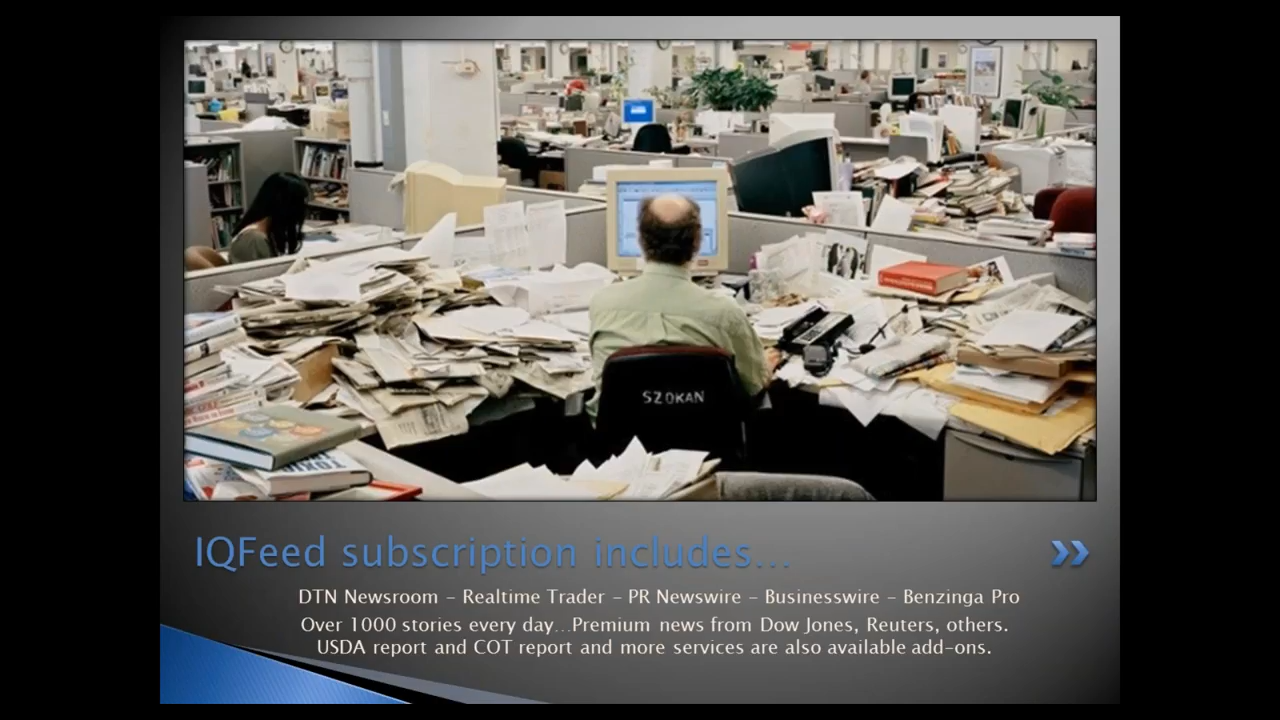 SZOKAN
IQFeed subscription includes...
DTN Newsroom – Realtime Trader – PR Newswire – Businesswire – Benzinga Pro
Over 1000 stories every day...Premium news from Dow Jones, Reuters, others.
USDA report and COT report and more services are also available add-ons.